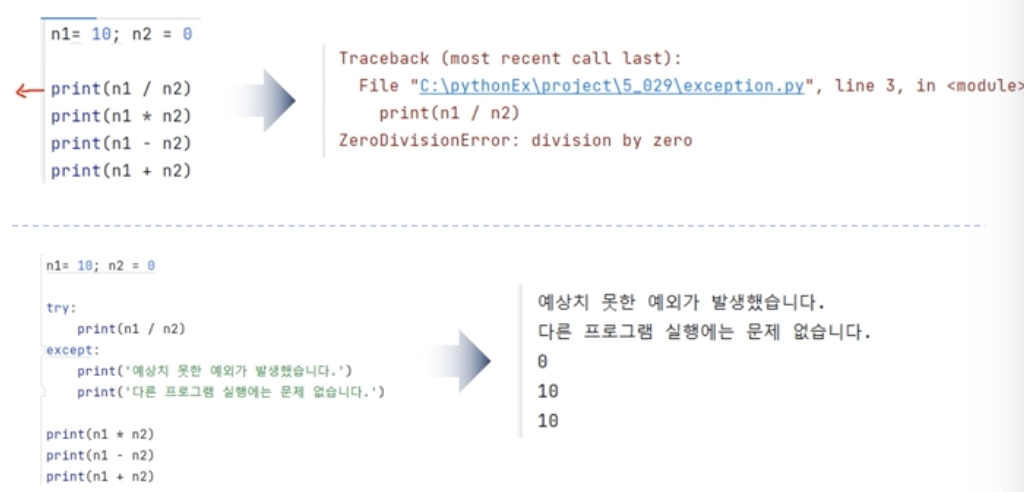 n1= 10; n2 = 0
print(n1 / n2)
print(n1 * n2)
print(n1 - n2)
print(n1 + n2)
Traceback (most recent call last):
File "C:\pythonEx\project\5_029\exception.py", line 3, in <module>
print(n1 / n2)
ZeroDivisionError: division by zero
n1= 10; n2 = 0
try:
print(n1 / n2)
except:
print('예상치 못한 예외가 발생했습니다.')
print('다른 프로그램 실행에는 문제 없습니다.')
print(n1 * n2)
print(n1 - n2)
print(n1 + n2)
예상치 못한 예외가 발생했습니다.
다른 프로그램 실행에는 문제 없습니다.
0
10
10